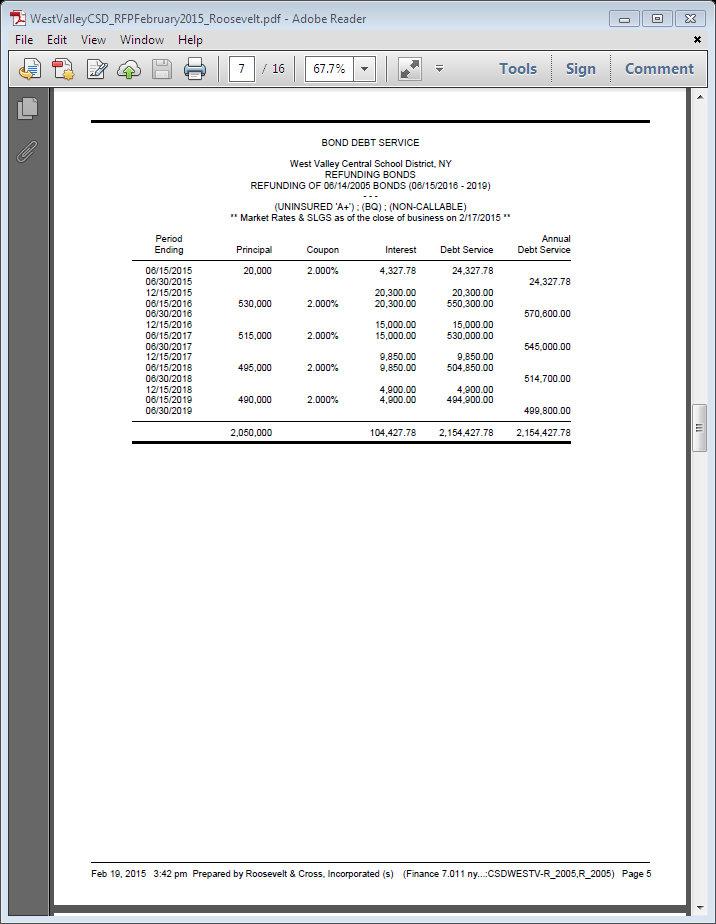 WestValleyCSD_RFPFebruary2015_Roosevelt.pdf - Adobe Reader
File Edit View Window Help
7 / 16 67.7% Tools Sign Comment
BOND DEBT SERVICE
West Valley Central School District, NY
REFUNDING BONDS
REFUNDING OF 06/14/2005 BONDS (06/15/2016 - 2019)
- - -
(UNINSURED 'A+') ; (BQ) ; (NON-CALLABLE)
** Market Rates & SLGS as of the close of business on 2/17/2015 **
Period Annual
Ending Principal Coupon Interest Debt Service Debt Service
06/15/2015 20,000 2.000% 4,327.78 24,327.78
06/30/2015 24,327.78
12/15/2015 20,300.00 20,300.00
06/15/2016 530,000 2.000% 20,300.00 550,300.00
06/30/2016 570,600.00
12/15/2016 15,000.00 15,000.00
06/15/2017 515,000 2.000% 15,000.00 530,000.00
06/30/2017 545,000.00
12/15/2017 9,850.00 9,850.00
06/15/2018 495,000 2.000% 9,850.00 504,850.00
06/30/2018 514,700.00
12/15/2018 4,900.00 4,900.00
06/15/2019 490,000 2.000% 4,900.00 494,900.00
06/30/2019 499,800.00
2,050,000 104,427.78 2,154,427.78 2,154,427.78
Feb 19, 2015 3:42 pm Prepared by Roosevelt & Cross, Incorporated (s) (Finance 7.011 ny...:CSDWESTV-R_2005,R_2005) Page 5